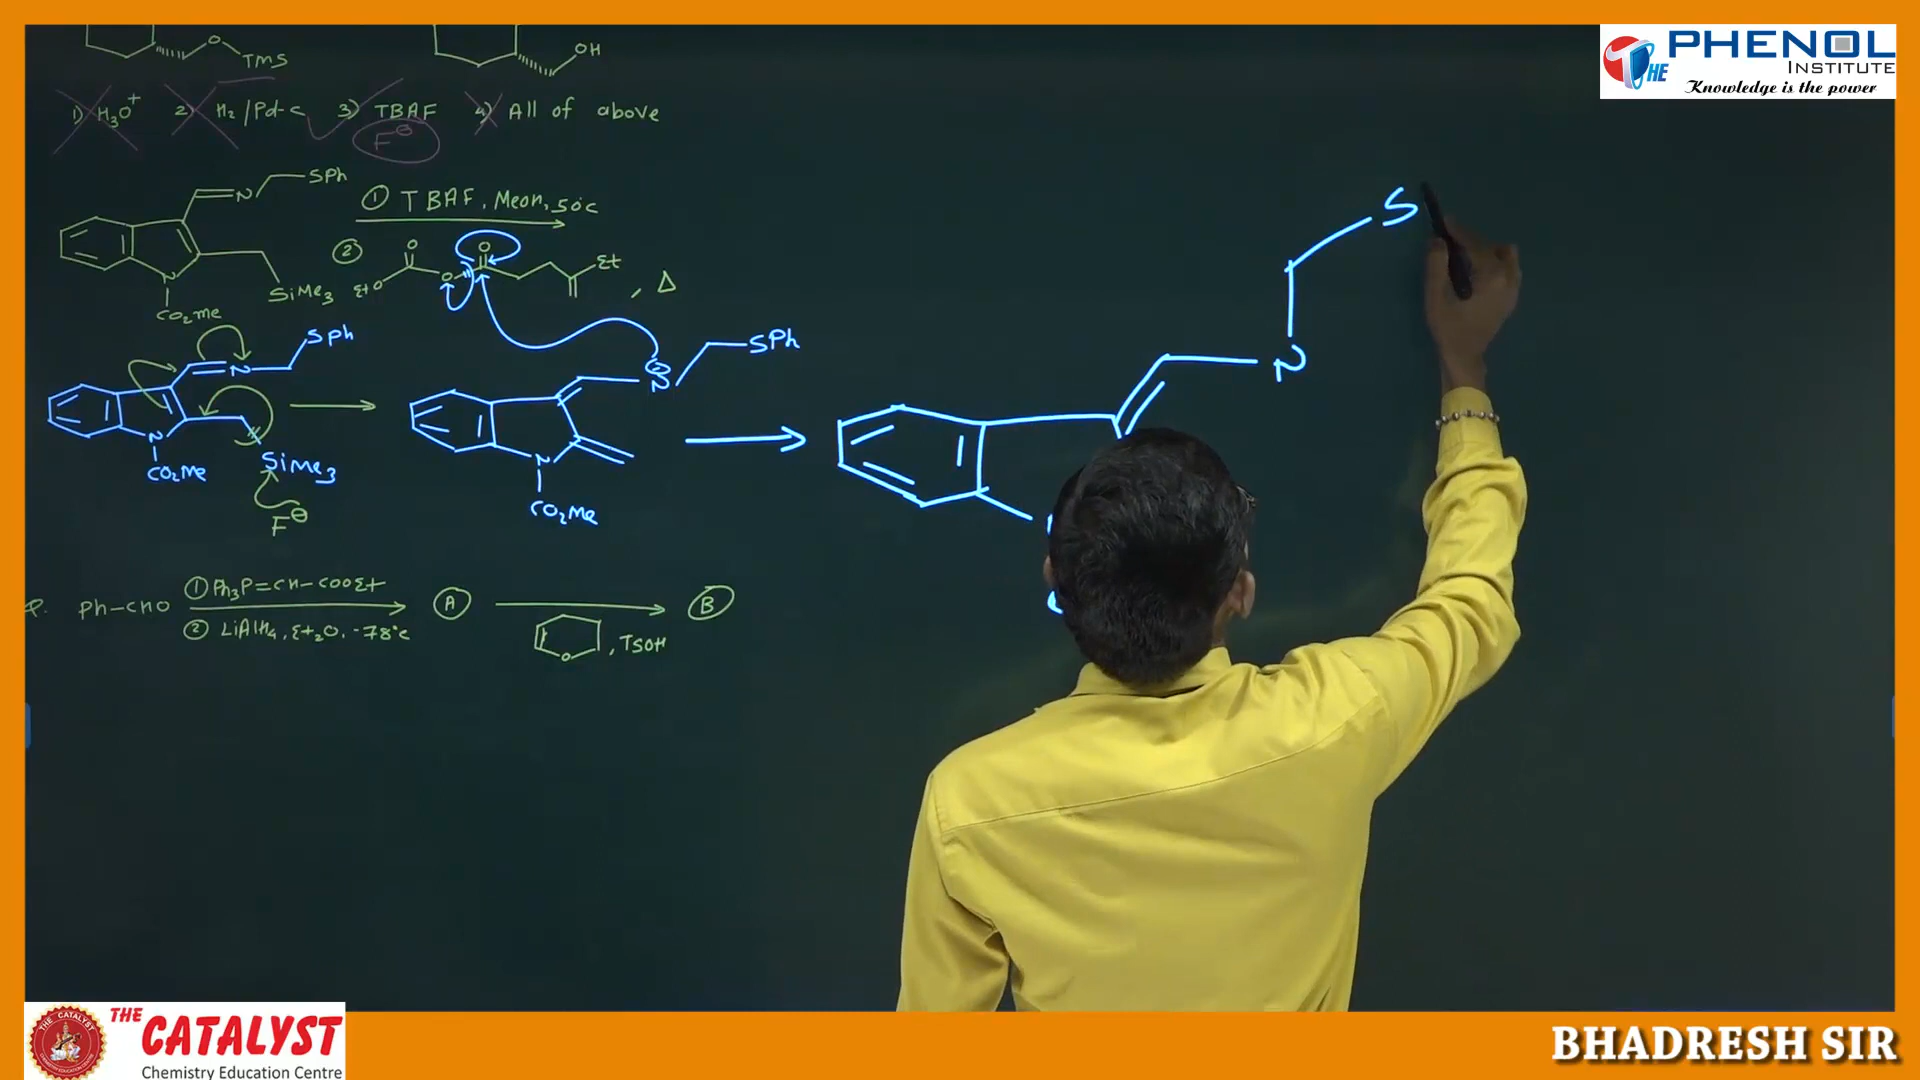 THE PHENOL
INSTITUTE
Knowledge is the power
O
TMS
OH
1) H₃O⁺ 2) H₂/Pd-C 3) TBAF 4) All of above
F⊖
N SPh
① TBAF, MeOH, 50°C
②
O O
EtO O Et , Δ
N
CO₂Me
SiMe₃
SPh
N
N
CO₂Me
SiMe₃
F⊖
SPh
⊖
N
N
CO₂Me
S
N
Q. Ph-CHO
① Ph₃P=CH-COOEt
② LiAlH₄, Et₂O, -78°C
A
O , TSOH
B
THE CATALYST
Chemistry Education Centre
BHADRESH SIR